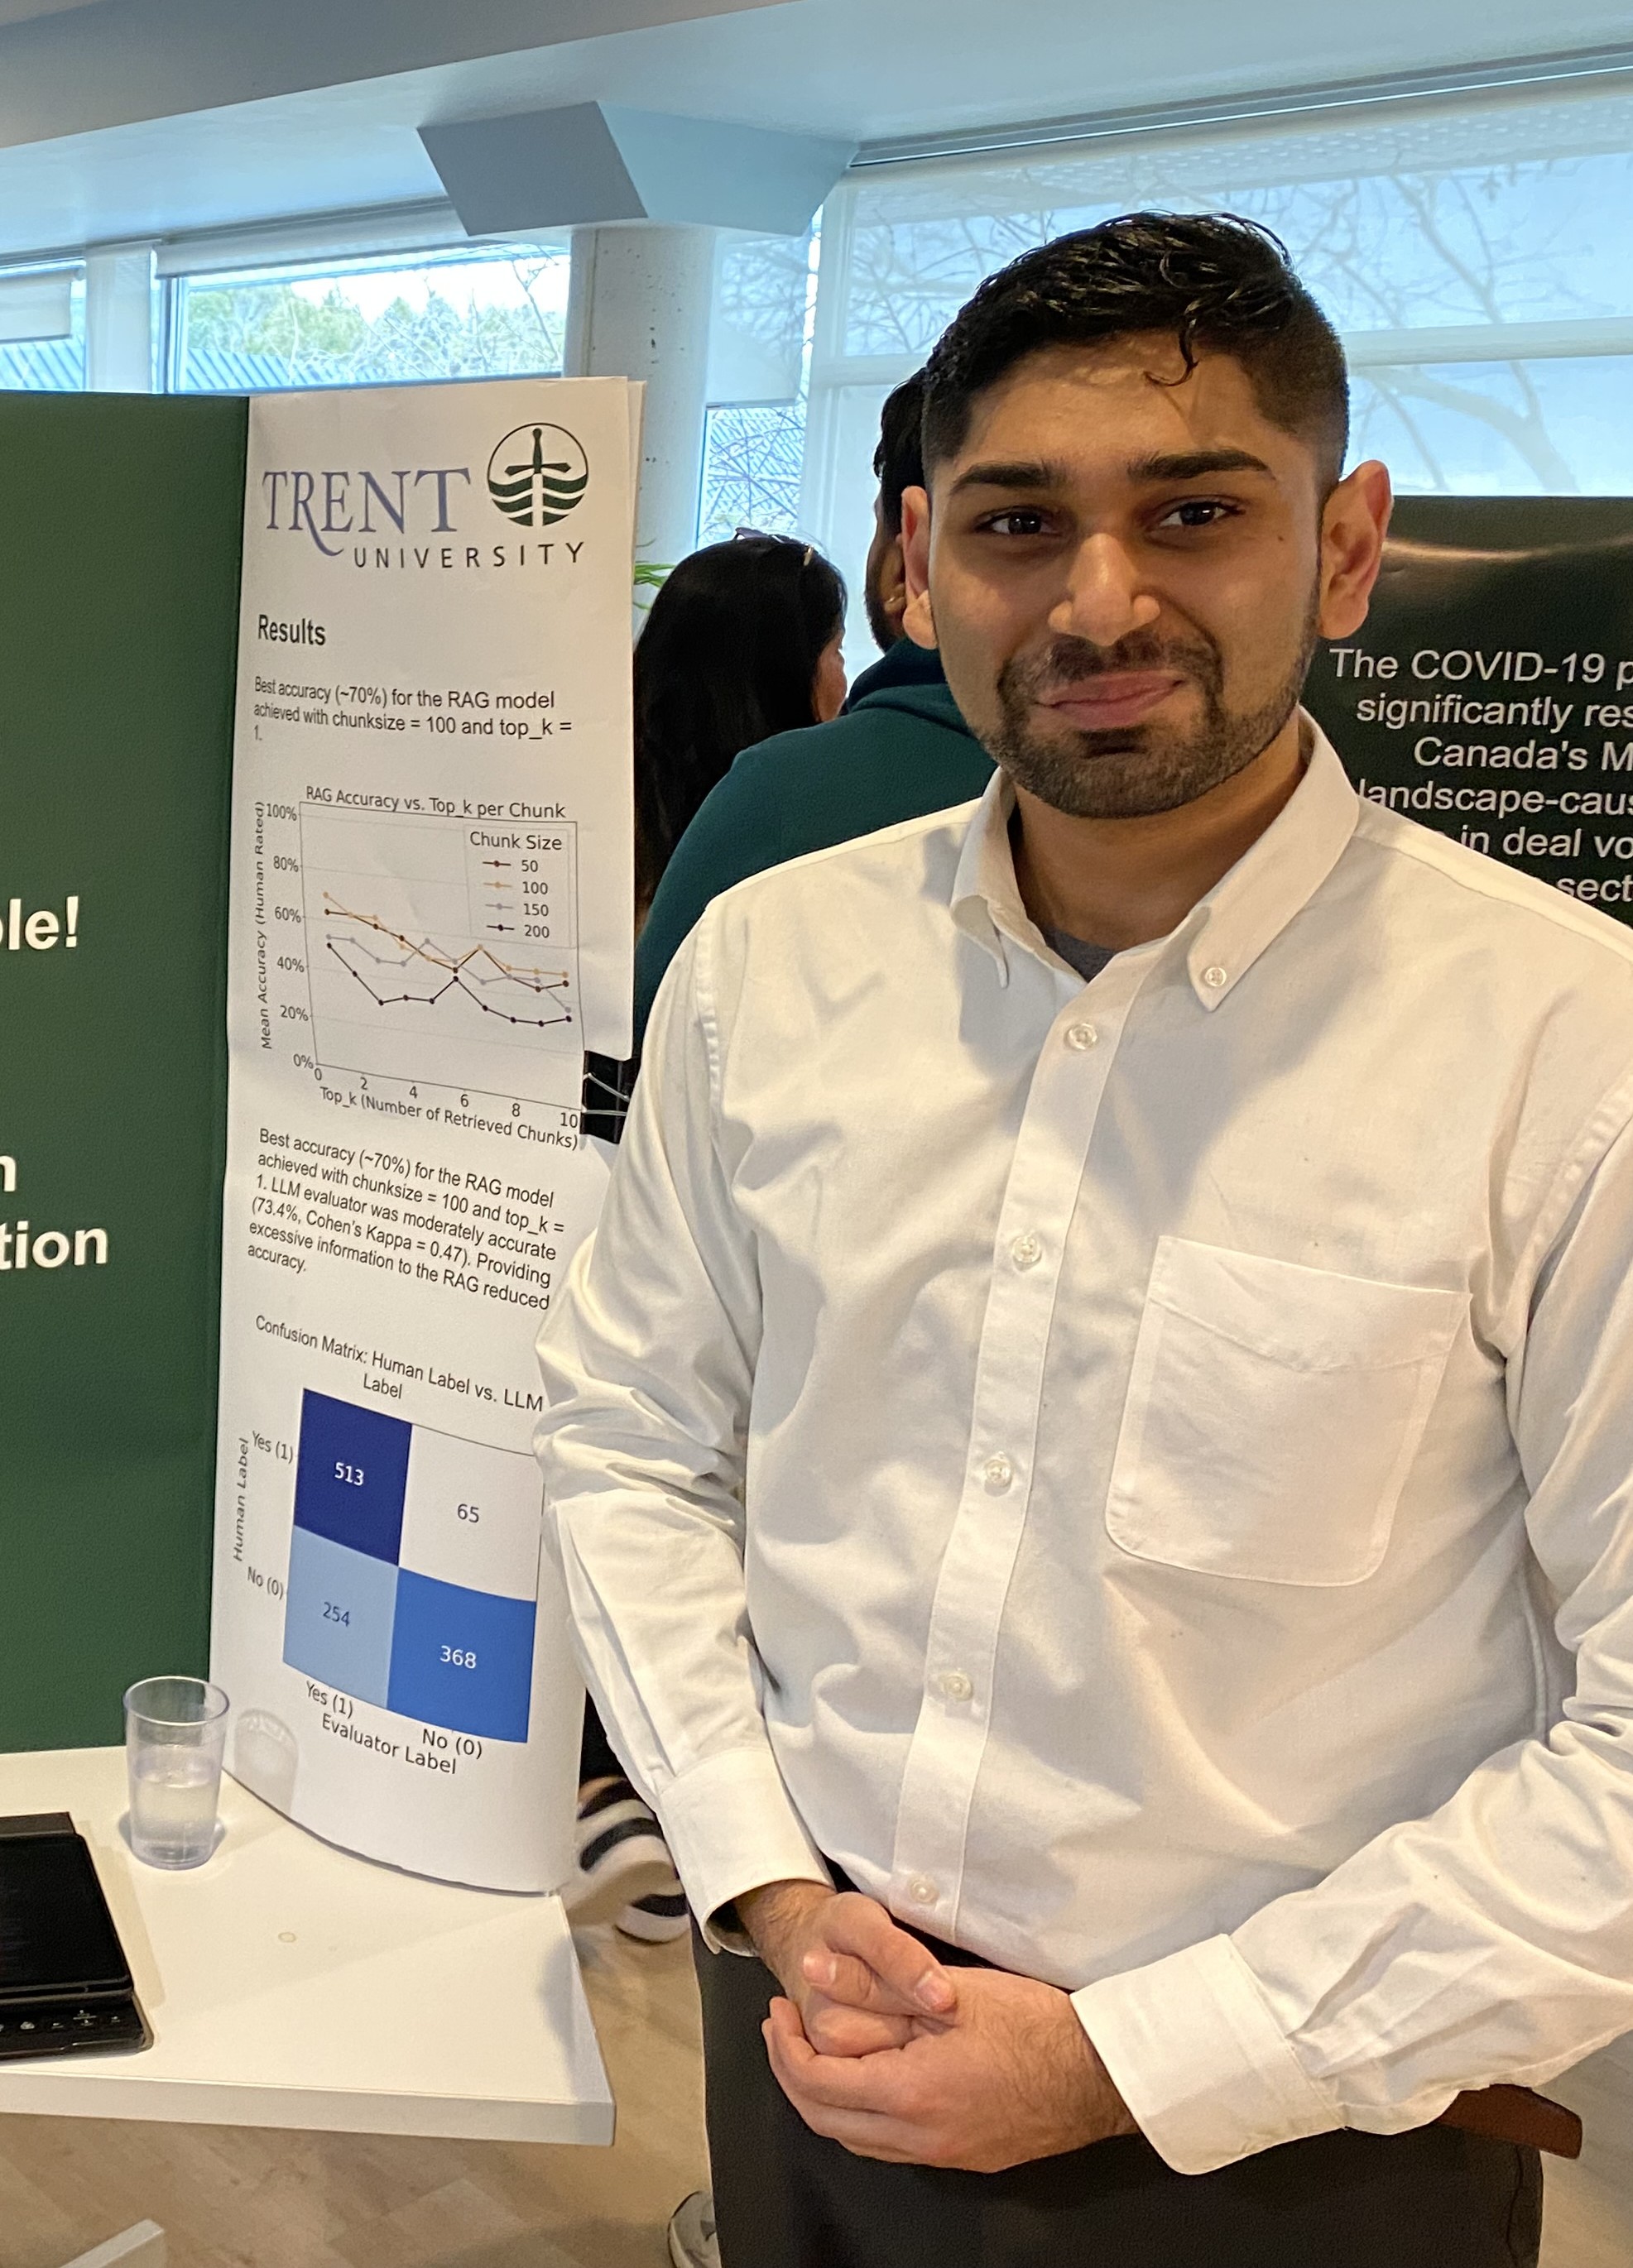 ple!
n
tion
TRENT
UNIVERSITY
Results
Best accuracy (~70%) for the RAG model
achieved with chunksize = 100 and top_k =
1.
RAG Accuracy vs. Top_k per Chunk
Mean Accuracy (Human Rated)
100%
80%
60%
40%
20%
0%
Chunk Size
50
100
150
200
0 2 4 6 8 10
Top_k (Number of Retrieved Chunks)
Best accuracy (~70%) for the RAG model
achieved with chunksize = 100 and top_k =
1. LLM evaluator was moderately accurate
(73.4%, Cohen's Kappa = 0.47). Providing
excessive information to the RAG reduced
accuracy.
Confusion Matrix: Human Label vs. LLM
Label
Human Label
Yes (1)
513 65
No (0)
254 368
Yes (1) No (0)
Evaluator Label
The COVID-19 p
significantly res
Canada's M
landscape-caus
in deal vo
sect